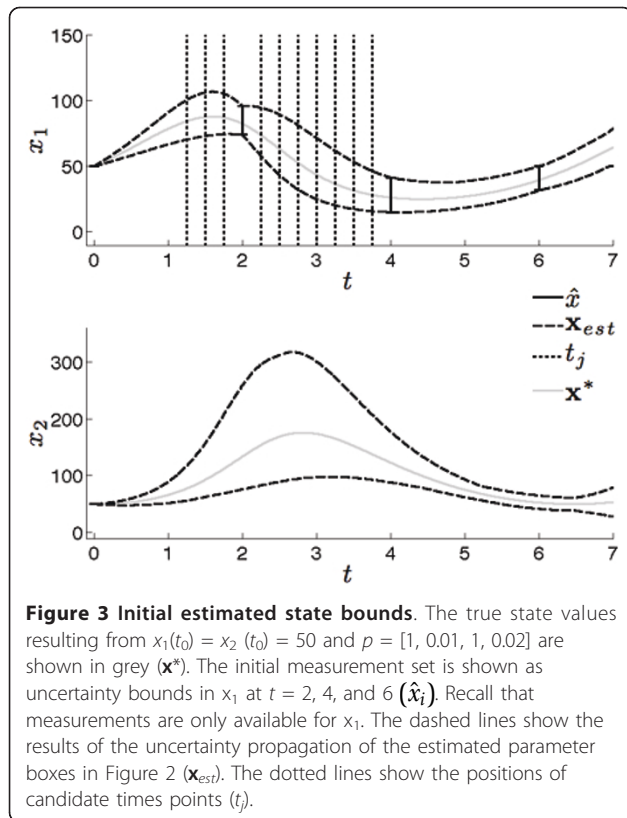 150
100
50
0
x₁
0 1 2 3 4 5 6 7
t
x̂
x_est
t_j
x*
300
200
100
0
x₂
0 1 2 3 4 5 6 7
t
Figure 3 Initial estimated state bounds. The true state values
resulting from x₁(t₀) = x₂ (t₀) = 50 and p = [1, 0.01, 1, 0.02] are
shown in grey (x*). The initial measurement set is shown as
uncertainty bounds in x₁ at t = 2, 4, and 6 (x̂ᵢ). Recall that
measurements are only available for x₁. The dashed lines show the
results of the uncertainty propagation of the estimated parameter
boxes in Figure 2 (x_est). The dotted lines show the positions of
candidate times points (t_j).